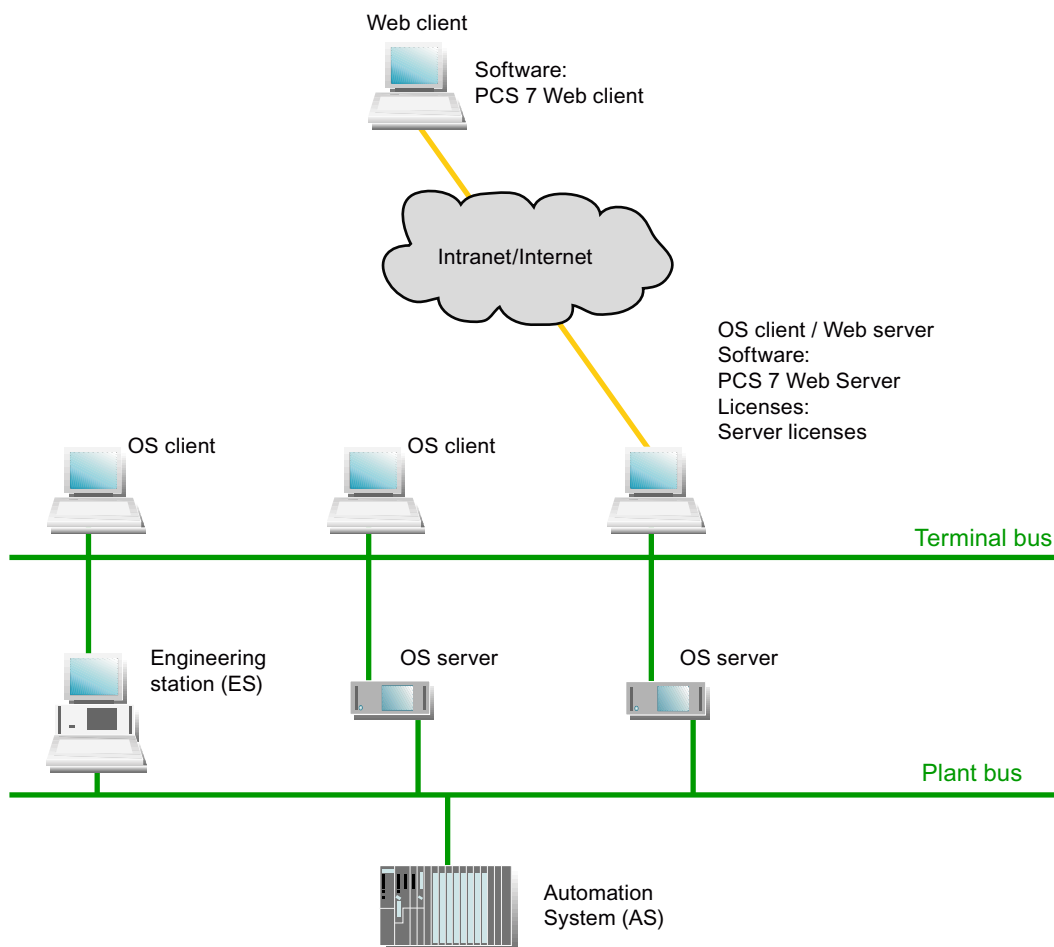 Web client
Software:
PCS 7 Web client
Intranet/Internet
OS client / Web server
Software:
PCS 7 Web Server
Licenses:
Server licenses
OS client
OS client
Terminal bus
Engineering
station (ES)
OS server
OS server
Plant bus
Automation
System (AS)